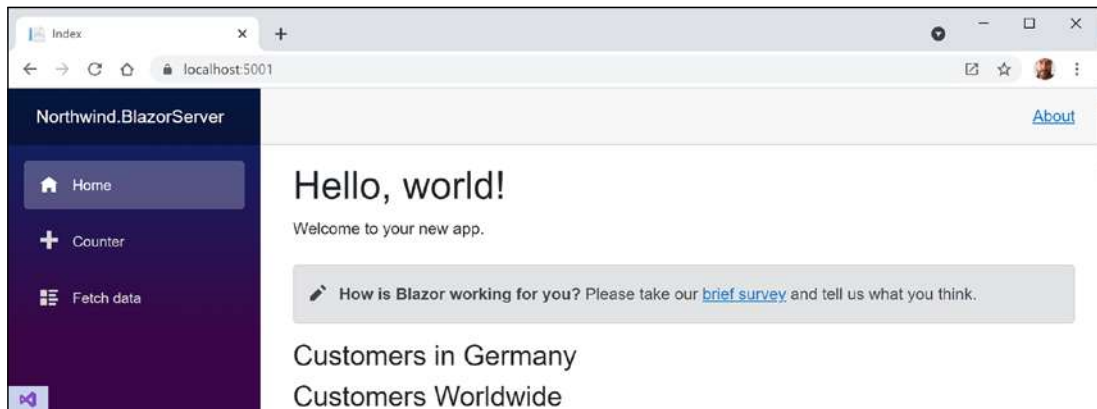 Index
localhost:5001
Northwind.BlazorServer
About
Home
Counter
Fetch data
Hello, world!
Welcome to your new app.
How is Blazor working for you? Please take our brief survey and tell us what you think.
Customers in Germany
Customers Worldwide